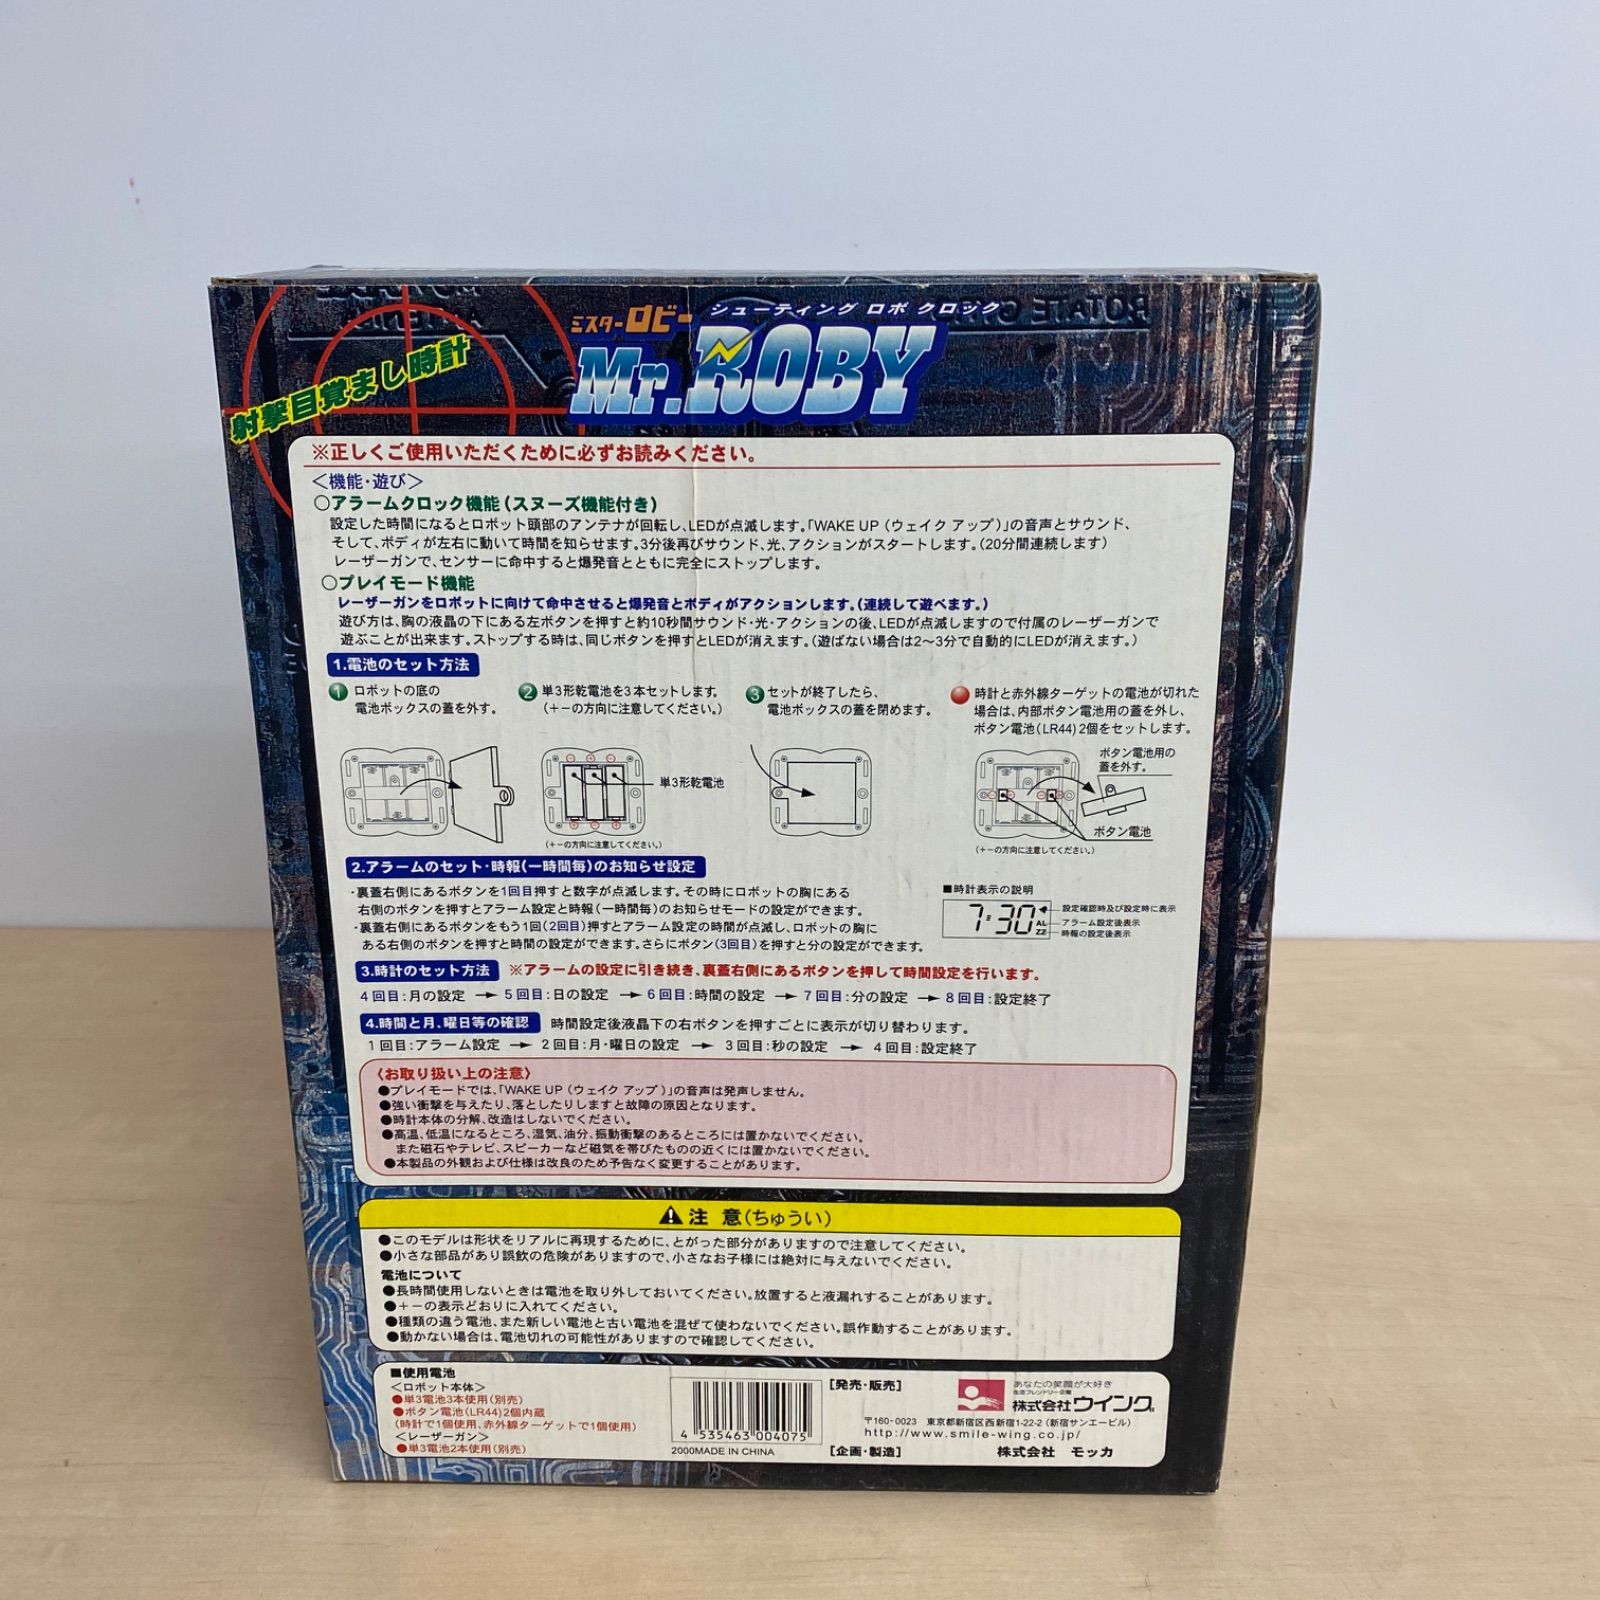 射撃目覚まし時計
ミスターロビー
シューティング ロボ クロック
Mr.ROBY
※正しくご使用いただくために必ずお読みください。
＜機能・遊び＞
○アラームクロック機能（スヌーズ機能付き）
設定した時間になるとロボット頭部のアンテナが回転し、LEDが点滅します。「WAKE UP（ウェイク アップ）」の音声とサウンド、
そして、ボディが左右に動いて時間を知らせます。3分後再びサウンド、光、アクションがスタートします。（20分間連続します）
レーザーガンで、センサーに命中すると爆発音とともに完全にストップします。
○プレイモード機能
レーザーガンをロボットに向けて命中させると爆発音とボディがアクションします。（連続して遊べます。）
遊び方は、胸の液晶の下にある左ボタンを押すと約10秒間サウンド・光・アクションの後、LEDが点滅しますので付属のレーザーガンで
遊ぶことが出来ます。ストップする時は、同じボタンを押すとLEDが消えます。（遊ばない場合は2～3分で自動的にLEDが消えます。）
1.電池のセット方法
1 ロボットの底の
電池ボックスの蓋を外す。
2 単3形乾電池を3本セットします。
（＋－の方向に注意してください。）
3 セットが終了したら、
電池ボックスの蓋を閉めます。
●時計と赤外線ターゲットの電池が切れた
場合は、内部ボタン電池用の蓋を外し、
ボタン電池（LR44）2個をセットします。
単3形乾電池
（＋－の方向に注意してください。）
ボタン電池用の
蓋を外す。
ボタン電池
（＋－の方向に注意してください。）
2.アラームのセット・時報（一時間毎）のお知らせ設定
・裏蓋右側にあるボタンを1回目押すと数字が点滅します。その時にロボットの胸にある
右側のボタンを押すとアラーム設定と時報（一時間毎）のお知らせモードの設定ができます。
・裏蓋右側にあるボタンをもう1回（2回目）押すとアラーム設定の時間が点滅し、ロボットの胸に
ある右側のボタンを押すと時間の設定ができます。さらにボタン（3回目）を押すと分の設定ができます。
■時計表示の説明
7:30 AL ZZ
設定確認時及び設定時に表示
アラーム設定後表示
時報の設定後表示
3.時計のセット方法 ※アラームの設定に引き続き、裏蓋右側にあるボタンを押して時間設定を行います。
4回目：月の設定 → 5回目：日の設定 → 6回目：時間の設定 → 7回目：分の設定 → 8回目：設定終了
4.時間と月、曜日等の確認 時間設定後液晶下の右ボタンを押すごとに表示が切り替わります。
1回目：アラーム設定 → 2回目：月・曜日の設定 → 3回目：秒の設定 → 4回目：設定終了
〈お取り扱い上の注意〉
●プレイモードでは、「WAKE UP（ウェイク アップ）」の音声は発声しません。
●強い衝撃を与えたり、落としたりしますと故障の原因となります。
●時計本体の分解、改造はしないでください。
●高温、低温になるところ、湿気、油分、振動衝撃のあるところには置かないでください。
また磁石やテレビ、スピーカーなど磁気を帯びたものの近くには置かないでください。
●本製品の外観および仕様は改良のため予告なく変更することがあります。
注 意（ちゅうい）
●このモデルは形状をリアルに再現するために、とがった部分がありますので注意してください。
●小さな部品があり誤飲の危険がありますので、小さなお子様には絶対に与えないでください。
電池について
●長時間使用しないときは電池を取り外しておいてください。放置すると液漏れすることがあります。
●＋－の表示どおりに入れてください。
●種類の違う電池、また新しい電池と古い電池を混ぜて使わないでください。誤作動することがあります。
●動かない場合は、電池切れの可能性がありますので確認してください。
■使用電池
＜ロボット本体＞
●単3電池3本使用（別売）
●ボタン電池（LR44）2個内蔵
（時計で1個使用、赤外線ターゲットで1個使用）
＜レーザーガン＞
●単3電池2本使用（別売）
4 535463 004075
2000MADE IN CHINA
［発売・販売］
あなたの笑顔が大好き
生活フレンドリー企業
株式会社ウイング
〒160-0023 東京都新宿区西新宿1-22-2（新宿サンエービル）
http://www.smile-wing.co.jp/
［企画・製造］ 株式会社 モッカ